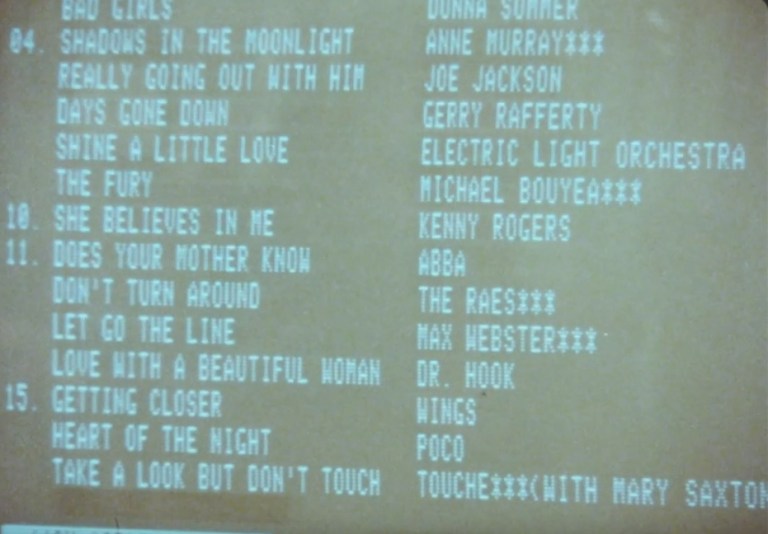 BAD GIRLS DONNA SUMMER
04. SHADOWS IN THE MOONLIGHT ANNE MURRAY***
REALLY GOING OUT WITH HIM JOE JACKSON
DAYS GONE DOWN GERRY RAFFERTY
SHINE A LITTLE LOVE ELECTRIC LIGHT ORCHESTRA
THE FURY MICHAEL BOUYEA***
10. SHE BELIEVES IN ME KENNY ROGERS
11. DOES YOUR MOTHER KNOW ABBA
DON'T TURN AROUND THE RAES***
LET GO THE LINE MAX WEBSTER***
LOVE WITH A BEAUTIFUL WOMAN DR. HOOK
15. GETTING CLOSER WINGS
HEART OF THE NIGHT POCO
TAKE A LOOK BUT DON'T TOUCH TOUCHE***(WITH MARY SAXTON